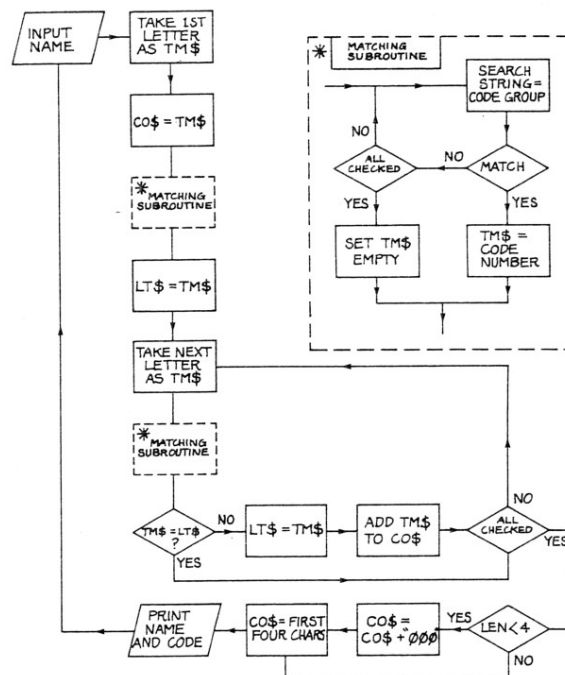 INPUT
NAME
TAKE 1ST
LETTER
AS TM$
CO$=TM$
*MATCHING
SUBROUTINE
LT$=TM$
TAKE NEXT
LETTER
AS TM$
*MATCHING
SUBROUTINE
TM$=LT$
?
NO
YES
LT$=TM$
ADD TM$
TO CO$
ALL
CHECKED
NO
YES
LEN<4
YES
NO
CO$=
CO$+"ØØØ
CO$=FIRST
FOUR CHARS
PRINT
NAME
AND CODE
* MATCHING
SUBROUTINE
SEARCH
STRING=
CODE GROUP
MATCH
NO
YES
ALL
CHECKED
NO
YES
SET TM$
EMPTY
TM$=
CODE
NUMBER